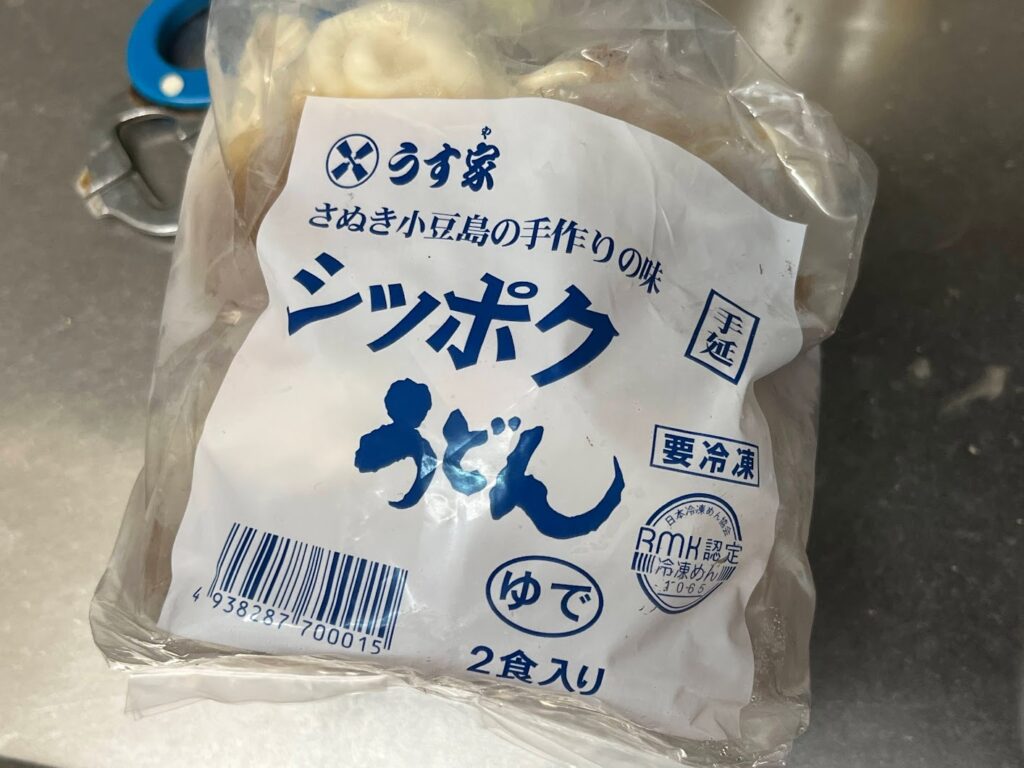 うす家
や
さぬき小豆島の手作りの味
シッポク
うどん
手延
要冷凍
日本冷凍めん協会
RMK認定
冷凍めん
1065
ゆで
2食入り
4 938287 700015